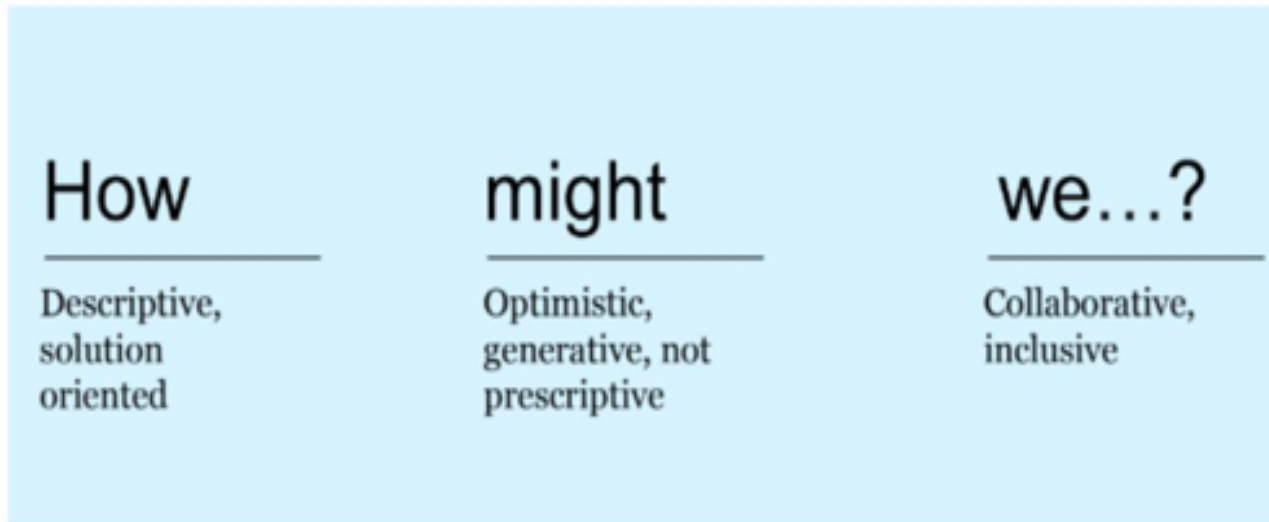 How might we...?
Descriptive,
solution
oriented
Optimistic,
generative, not
prescriptive
Collaborative,
inclusive